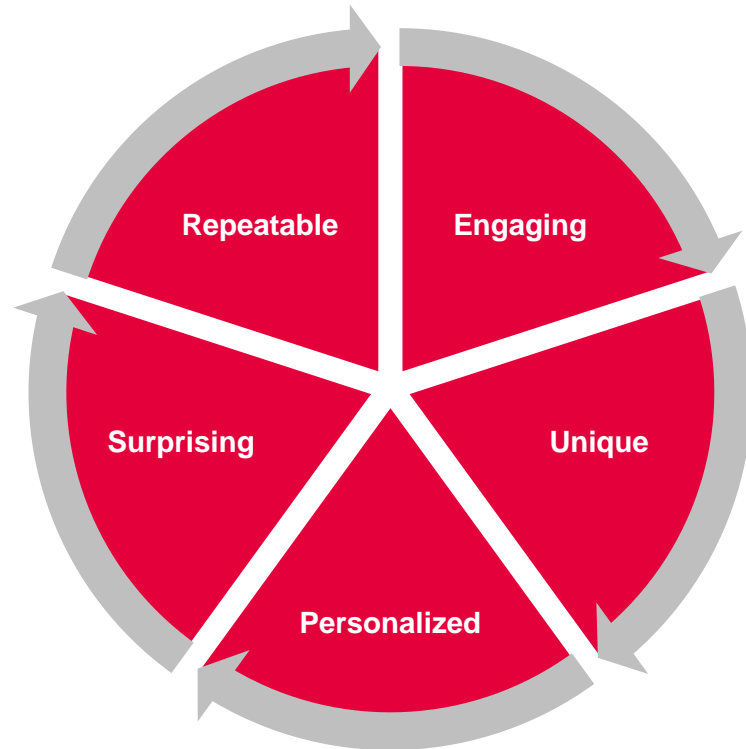 Repeatable
Engaging
Surprising
Unique
Personalized